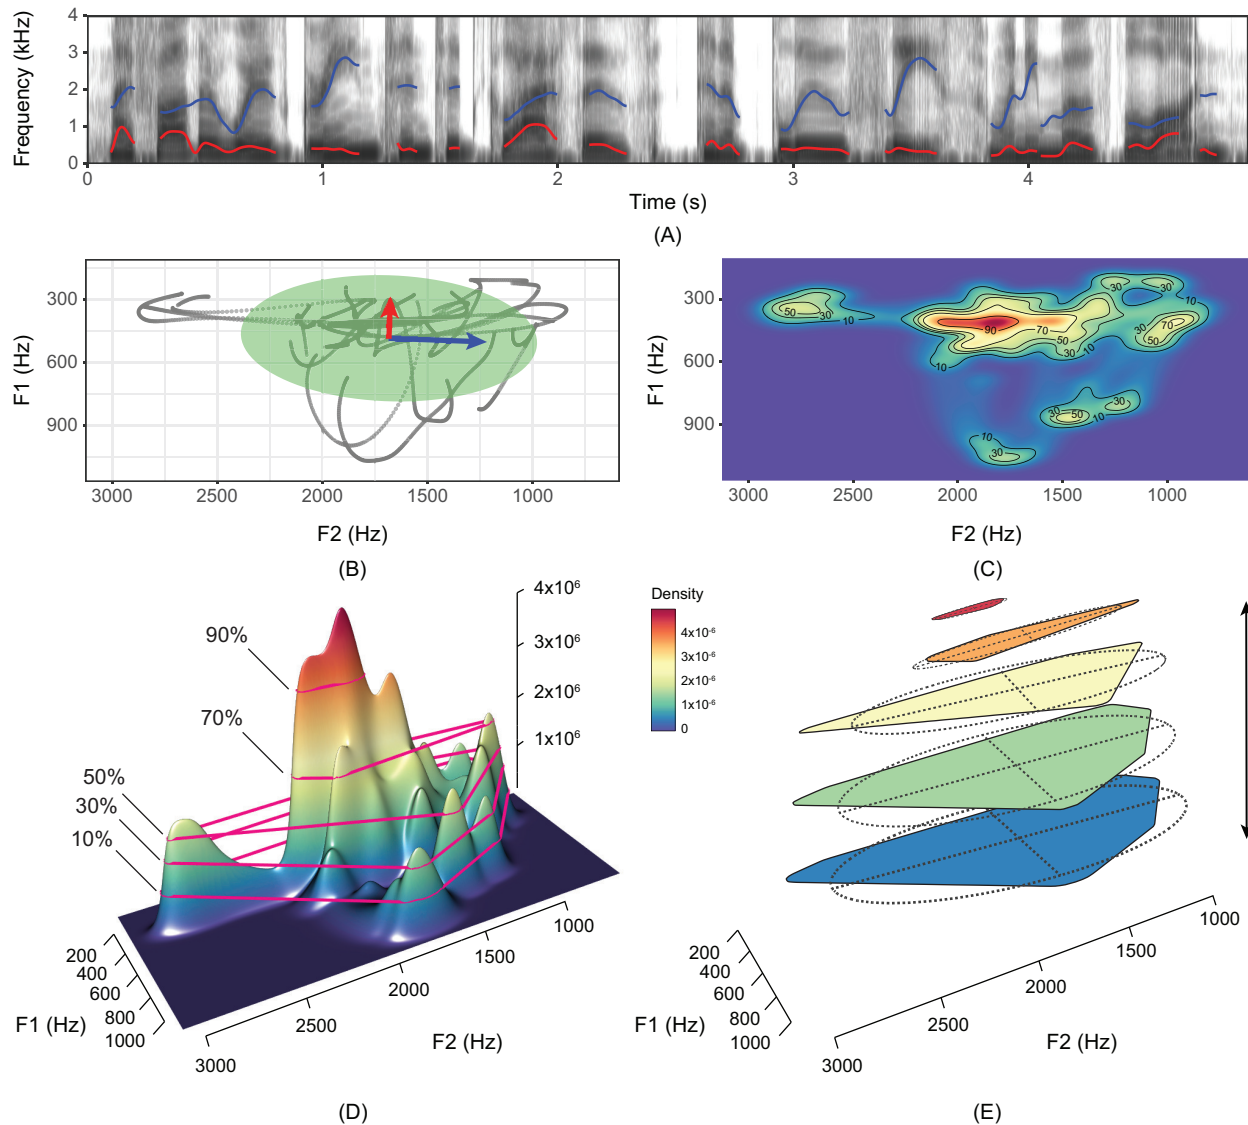 Frequency (kHz)
4
3
2
1
0
0 1 2 3 4
Time (s)
(A)
F1 (Hz)
300
600
900
3000 2500 2000 1500 1000
F2 (Hz)
(B)
F1 (Hz)
300
600
900
50 30 10 90 70 50 30 10 10 30 30 10 30 50 70 30 50 10 30 10 30
3000 2500 2000 1500 1000
F2 (Hz)
(C)
90%
70%
50%
30%
10%
4x10⁶
3x10⁶
2x10⁶
1x10⁶
200
400
600
800
1000
F1 (Hz)
3000
2500
2000
1500
1000
F2 (Hz)
(D)
Density
4x10⁻⁶
3x10⁻⁶
2x10⁻⁶
1x10⁻⁶
0
200
400
600
800
1000
F1 (Hz)
3000
2500
2000
1500
1000
F2 (Hz)
(E)